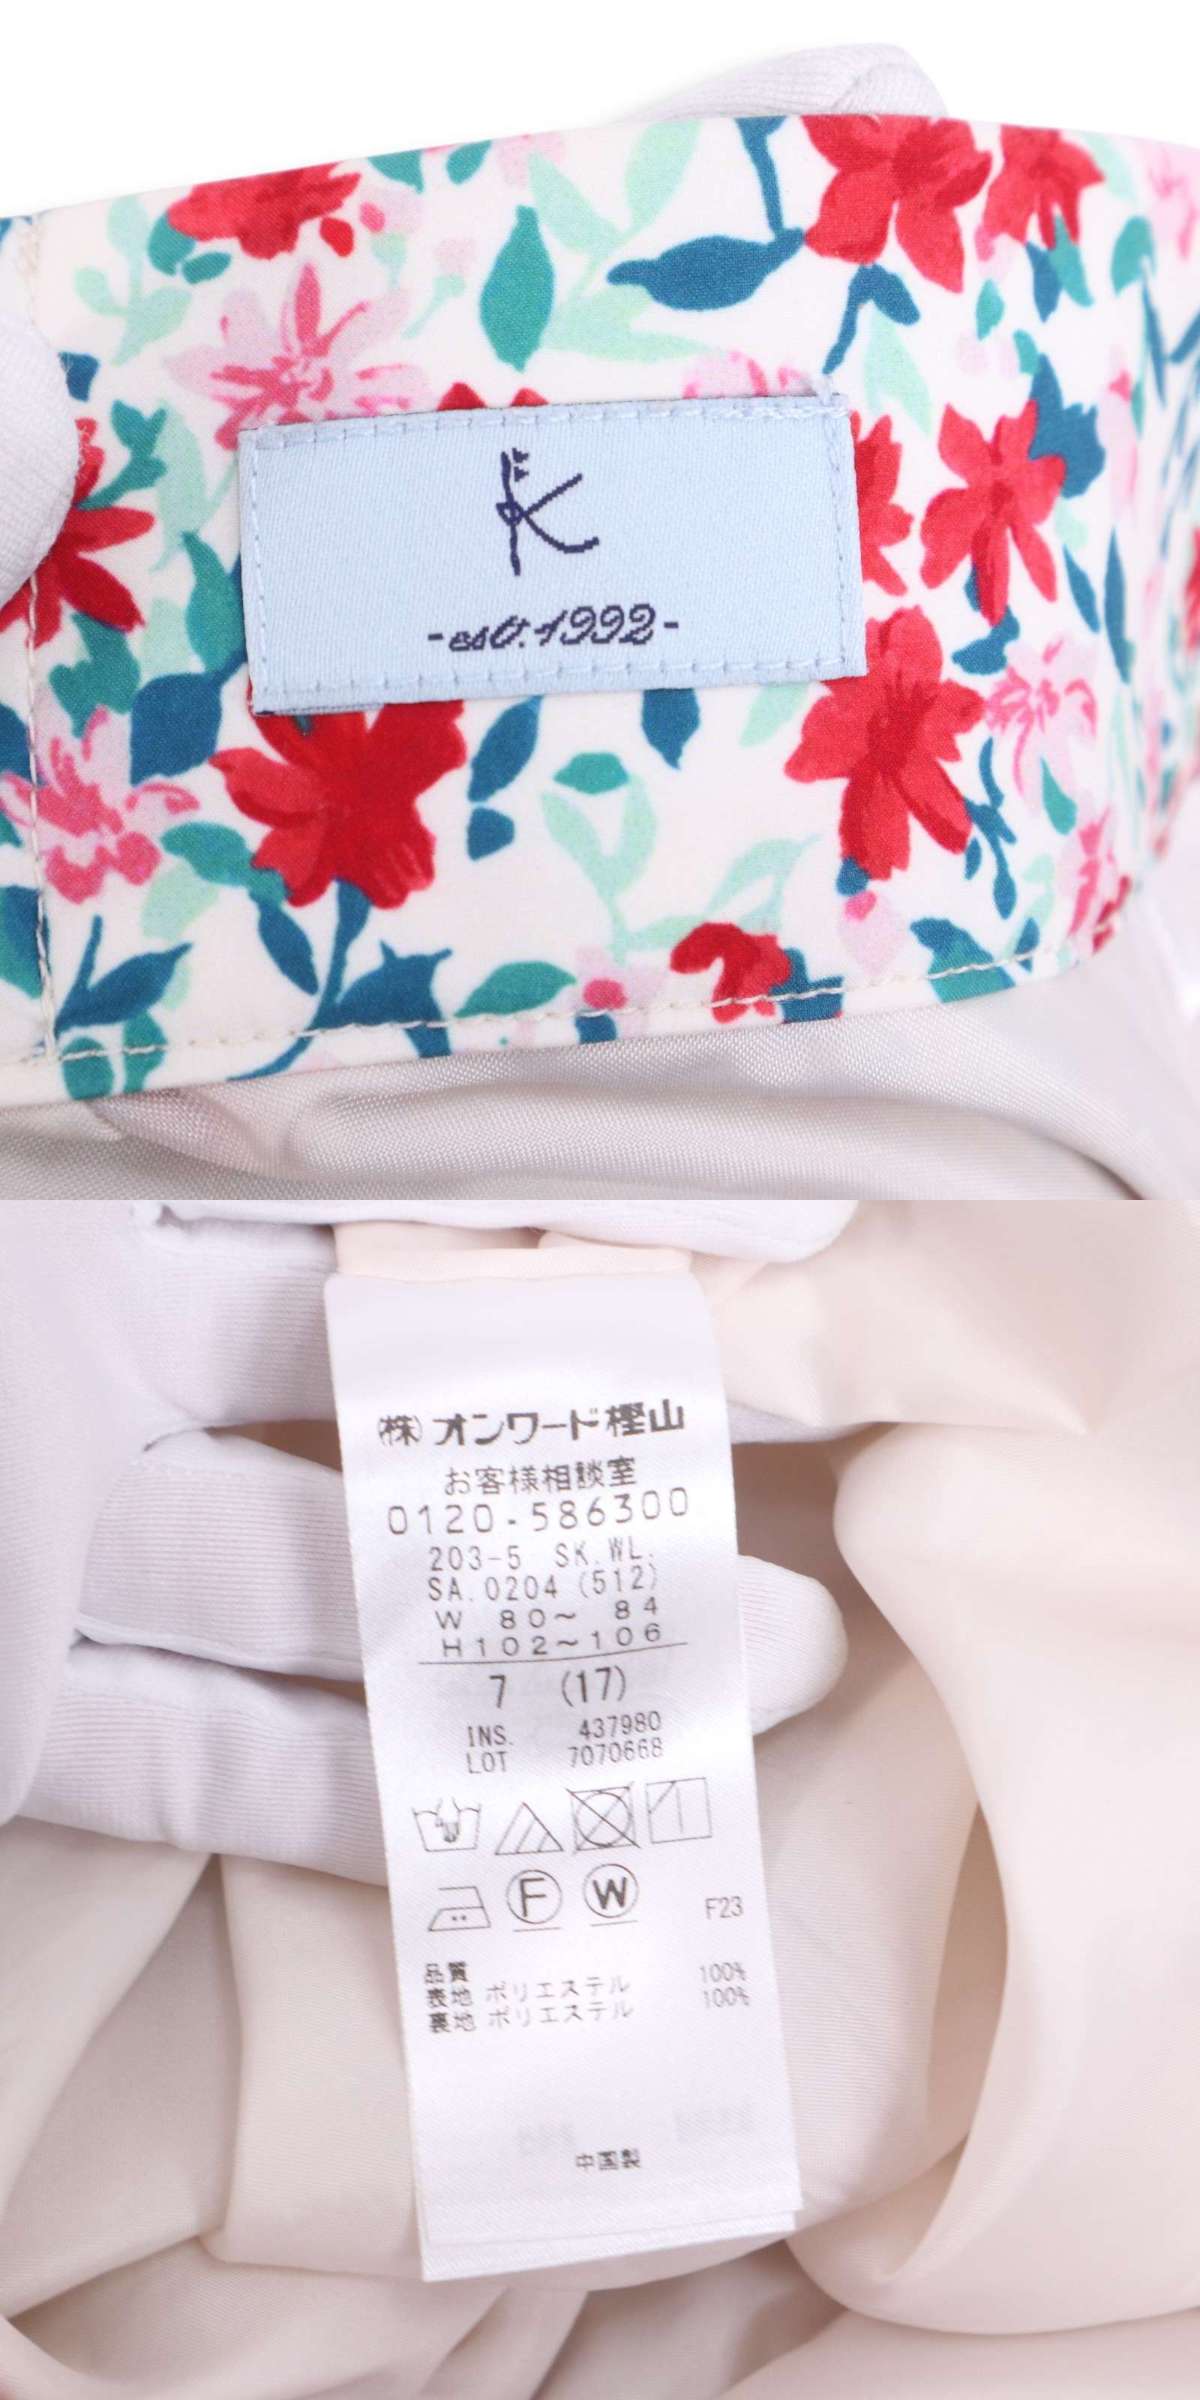 K
-est.1992-
(株)オンワード樫山
お客様相談室
0120-586300
203-5 SK.WL.
SA.0204 (512)
W 80~ 84
H102~106
7 (17)
INS. 437980
LOT 7070668
F W
F23
品質
表地 ポリエステル 100%
裏地 ポリエステル 100%
中国製